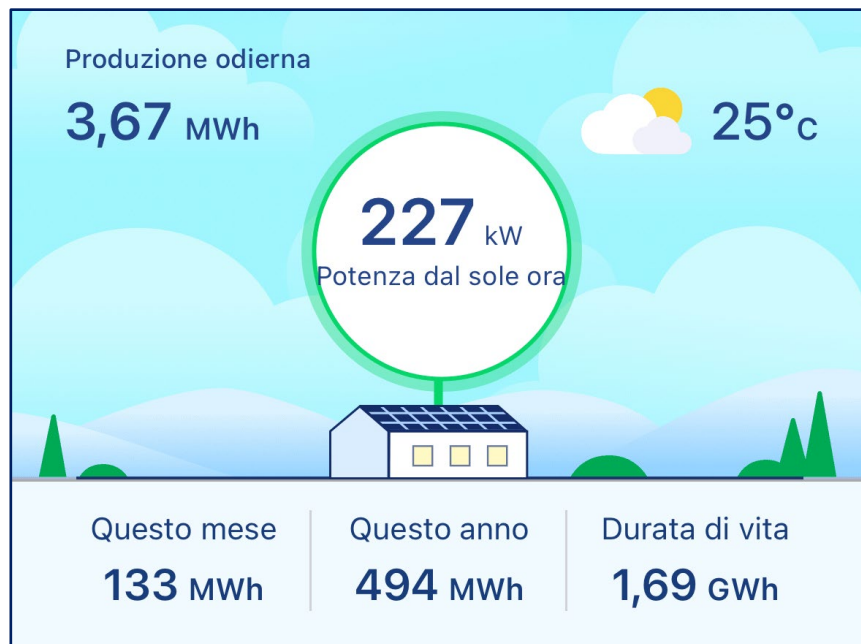 Produzione odierna
3,67 MWh
25°c
227 kW
Potenza dal sole ora
Questo mese
133 MWh
Questo anno
494 MWh
Durata di vita
1,69 GWh